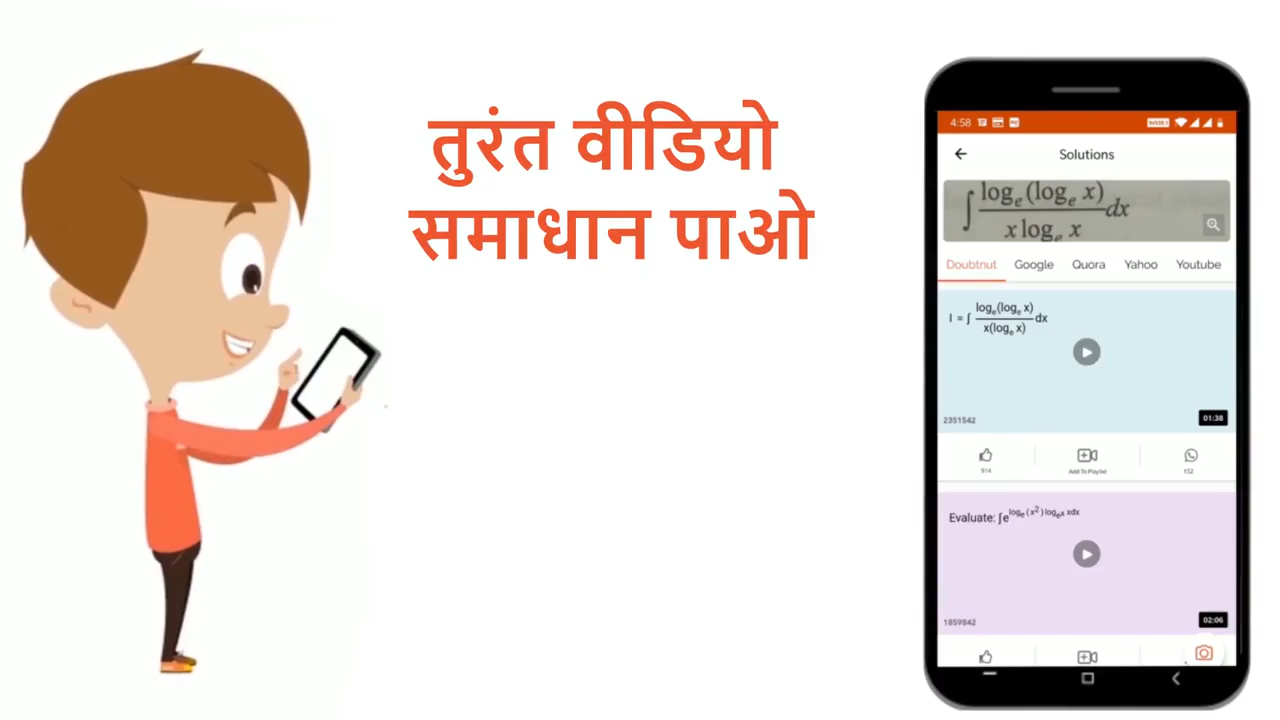 तुरंत वीडियो
समाधान पाओ
4:58
Solutions
∫ logₑ(logₑ x) / x logₑ x dx
Doubtnut Google Quora Yahoo Youtube
I = ∫ logₑ(logₑ x) / x(logₑ x) dx
2351542
01:38
914
Add To Playlist
152
Evaluate: ∫e^logₑ(x²) logₑx xdx
1859842
02:06